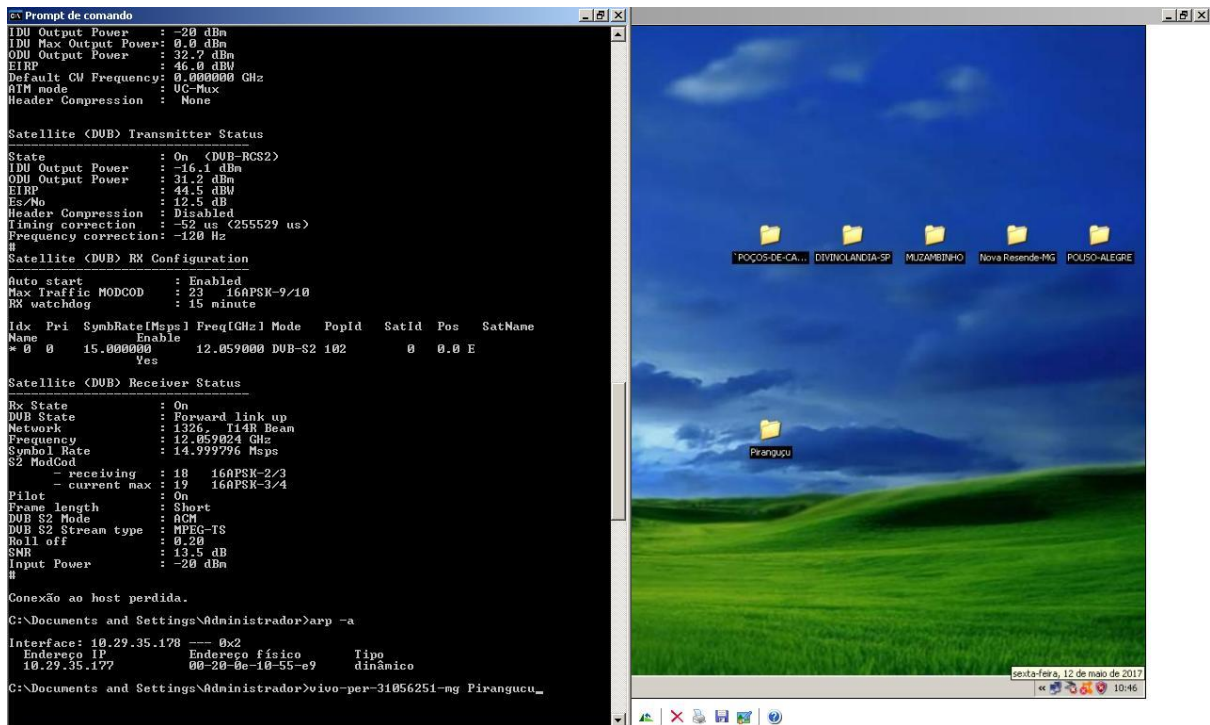 Prompt de comando
IDU Output Power    : -20 dBm
IDU Max Output Power: 0.0 dBm
ODU Output Power    : 32.7 dBm
EIRP                : 46.0 dBW
Default CW Frequency: 0.000000 GHz
ATM mode            : VC-Mux
Header Compression  :  None
Satellite (DVB) Transmitter Status
State               : On  (DVB-RCS2)
IDU Output Power    : -16.1 dBm
ODU Output Power    : 31.2 dBm
EIRP                : 44.5 dBW
Es/No               : 12.5 dB
Header Compression  : Disabled
Timing correction   : -52 us (255529 us)
Frequency correction: -120 Hz
#
Satellite (DVB) RX Configuration
Auto start            : Enabled
Max Traffic MODCOD    : 23   16APSK-9/10
RX watchdog           : 15 minute
Idx  Pri  SymbRate[Msps] Freq[GHz] Mode   PopId   SatId  Pos   SatName
Name              Enable
* 0  0    15.000000      12.059000 DVB-S2 102        0   0.0 E
Yes
Satellite (DVB) Receiver Status
Rx State            : On
DVB State           : Forward link up
Network             : 1326,  T14R Beam
Frequency           : 12.059024 GHz
Symbol Rate         : 14.999796 Msps
S2 ModCod
- receiving   : 18   16APSK-2/3
- current max : 19   16APSK-3/4
Pilot               : On
Frame length        : Short
DVB S2 Mode         : ACM
DVB S2 Stream type  : MPEG-TS
Roll off            : 0.20
SNR                 : 13.5 dB
Input Power         : -20 dBm
#
Conexão ao host perdida.
C:\Documents and Settings\Administrador>arp -a
Interface: 10.29.35.178 --- 0x2
Endereço IP           Endereço físico      Tipo
10.29.35.177          00-20-0e-10-55-e9    dinâmico
C:\Documents and Settings\Administrador>vivo-per-31056251-mg Pirangucu_
`POÇOS-DE-CA... DIVINOLANDIA-SP MUZAMBINHO Nova Resende-MG POUSO-ALEGRE
Piranguçu
sexta-feira, 12 de maio de 2017
« 10:46